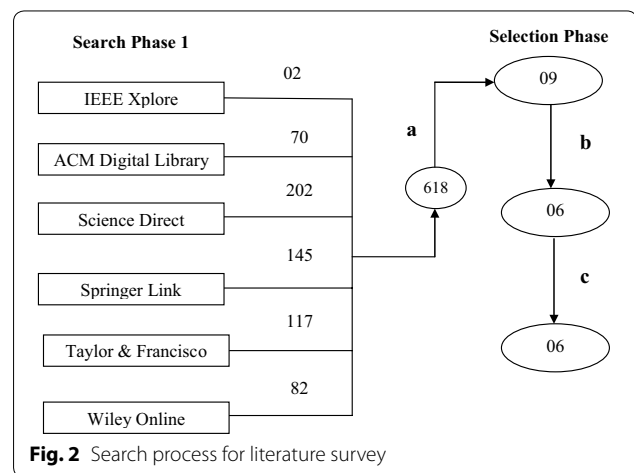 Search Phase 1
Selection Phase
02
IEEE Xplore
70
ACM Digital Library
202
Science Direct
145
Springer Link
117
Taylor & Francisco
82
Wiley Online
618
a
09
b
06
c
06
Fig. 2 Search process for literature survey